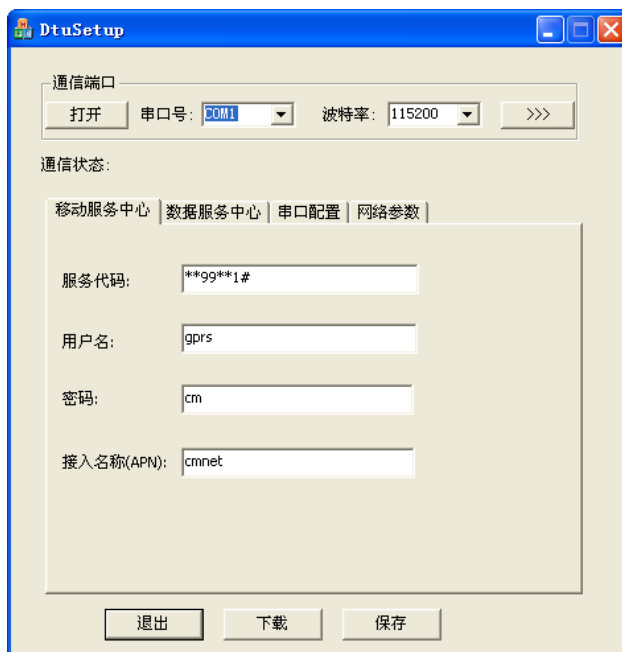 DtuSetup
通信端口
打开 串口号: COM1 波特率: 115200 >>>
通信状态:
移动服务中心 数据服务中心 串口配置 网络参数
服务代码: **99**1#
用户名: gprs
密码: cm
接入名称(APN): cmnet
退出 下载 保存